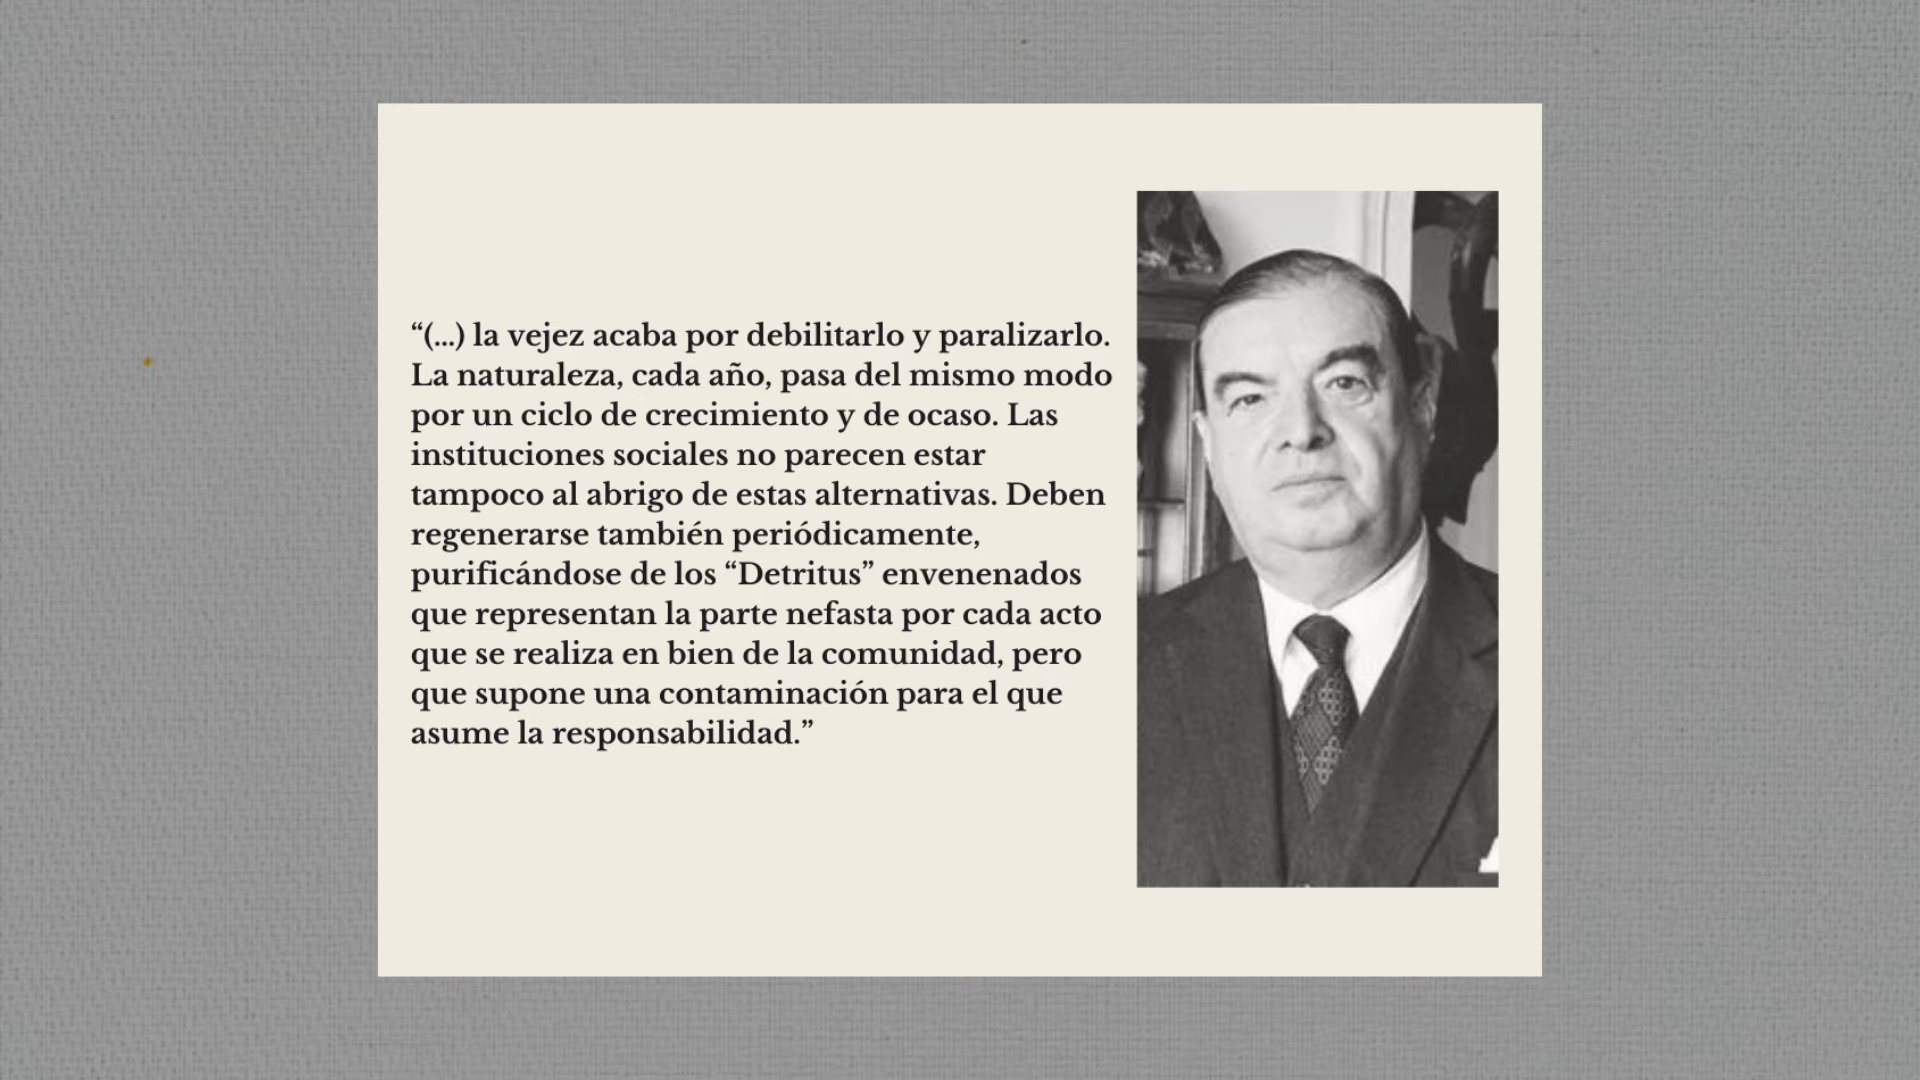 “(...) la vejez acaba por debilitarlo y paralizarlo.
La naturaleza, cada año, pasa del mismo modo
por un ciclo de crecimiento y de ocaso. Las
instituciones sociales no parecen estar
tampoco al abrigo de estas alternativas. Deben
regenerarse también periódicamente,
purificándose de los “Detritus” envenenados
que representan la parte nefasta por cada acto
que se realiza en bien de la comunidad, pero
que supone una contaminación para el que
asume la responsabilidad.”